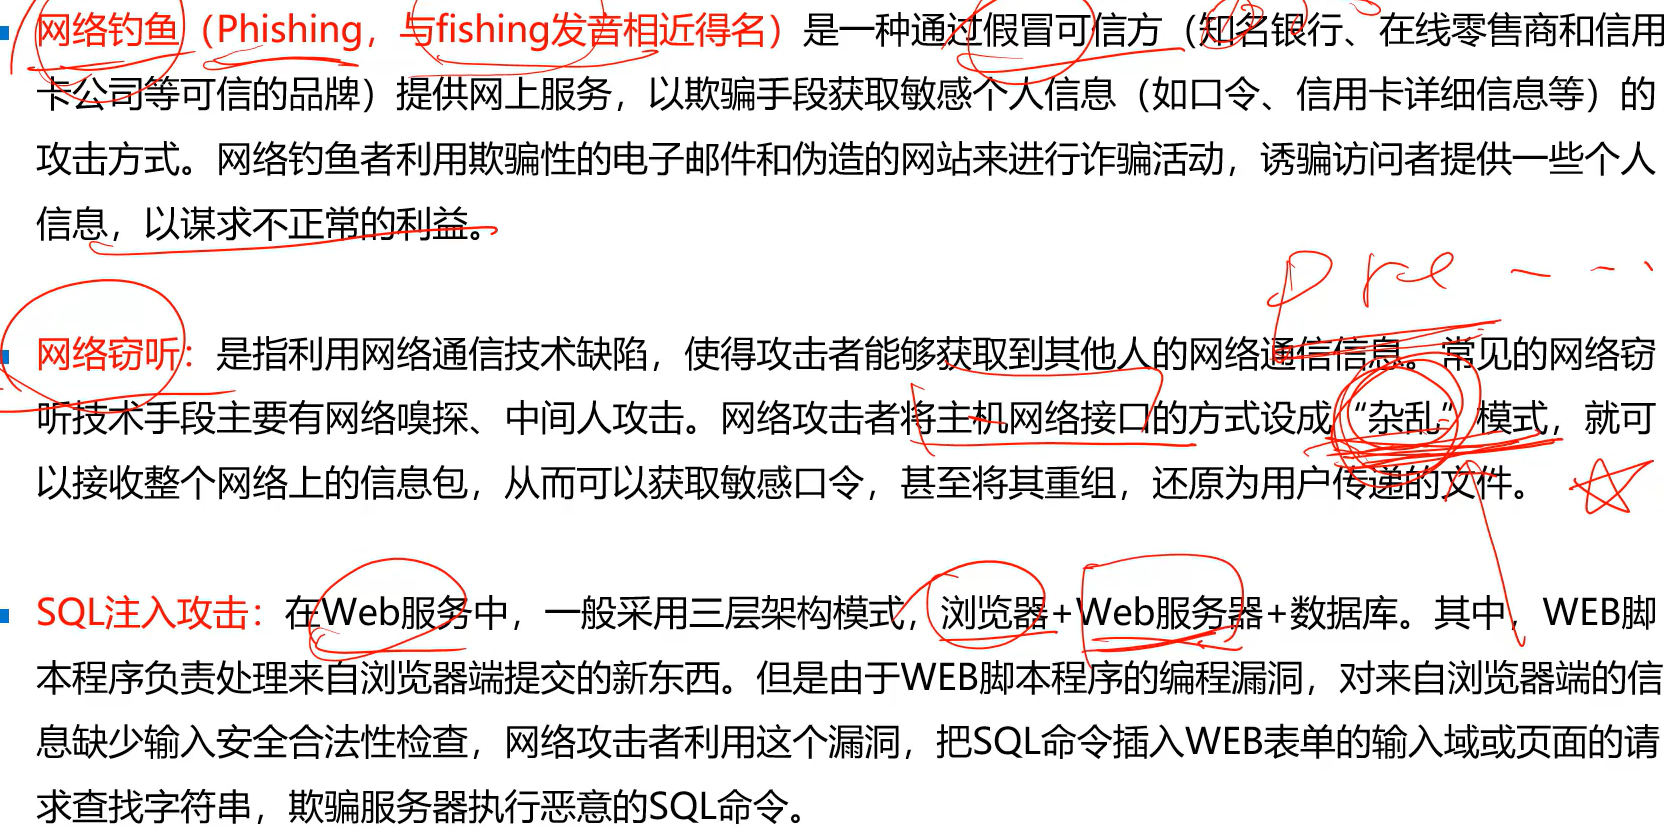 网络钓鱼（Phishing，与fishing发音相近得名）是一种通过假冒可信方（知名银行、在线零售商和信用
卡公司等可信的品牌）提供网上服务，以欺骗手段获取敏感个人信息（如口令、信用卡详细信息等）的
攻击方式。网络钓鱼者利用欺骗性的电子邮件和伪造的网站来进行诈骗活动，诱骗访问者提供一些个人
信息，以谋求不正常的利益。
pre
网络窃听：是指利用网络通信技术缺陷，使得攻击者能够获取到其他人的网络通信信息。常见的网络窃
听技术手段主要有网络嗅探、中间人攻击。网络攻击者将主机网络接口的方式设成“杂乱”模式，就可
以接收整个网络上的信息包，从而可以获取敏感口令，甚至将其重组，还原为用户传递的文件。
SQL注入攻击：在Web服务中，一般采用三层架构模式，浏览器+Web服务器+数据库。其中，WEB脚
本程序负责处理来自浏览器端提交的新东西。但是由于WEB脚本程序的编程漏洞，对来自浏览器端的信
息缺少输入安全合法性检查，网络攻击者利用这个漏洞，把SQL命令插入WEB表单的输入域或页面的请
求查找字符串，欺骗服务器执行恶意的SQL命令。